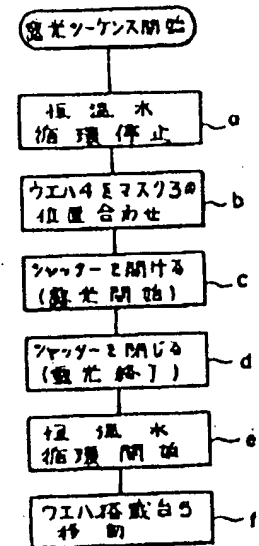 露光シーケンス開始
恒温水
循環停止
a
ウエハ4とマスク3の
位置合わせ
b
シャッターを開ける
(露光開始)
c
シャッターを閉じる
(露光終了)
d
恒温水
循環開始
e
ウエハ搭載台5
移動
f